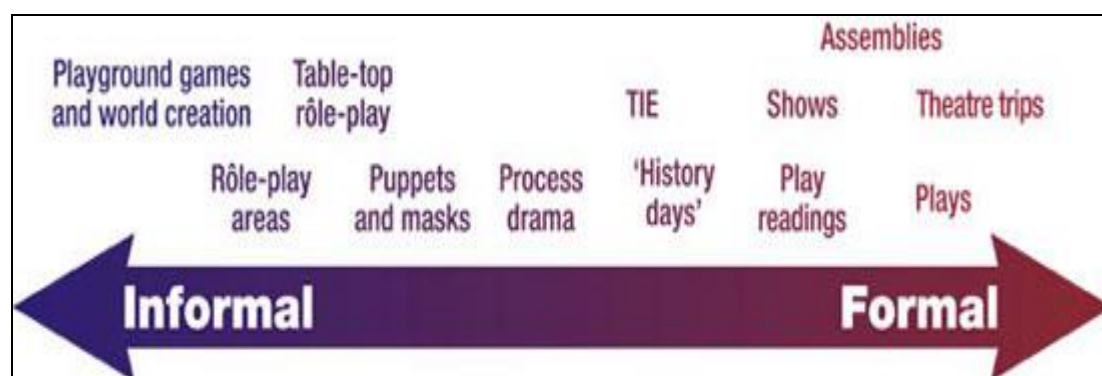 Assemblies
Playground games
and world creation
Table-top
rôle-play
TIE
Shows
Theatre trips
Rôle-play
areas
Puppets
and masks
Process
drama
'History
days'
Play
readings
Plays
Informal
Formal